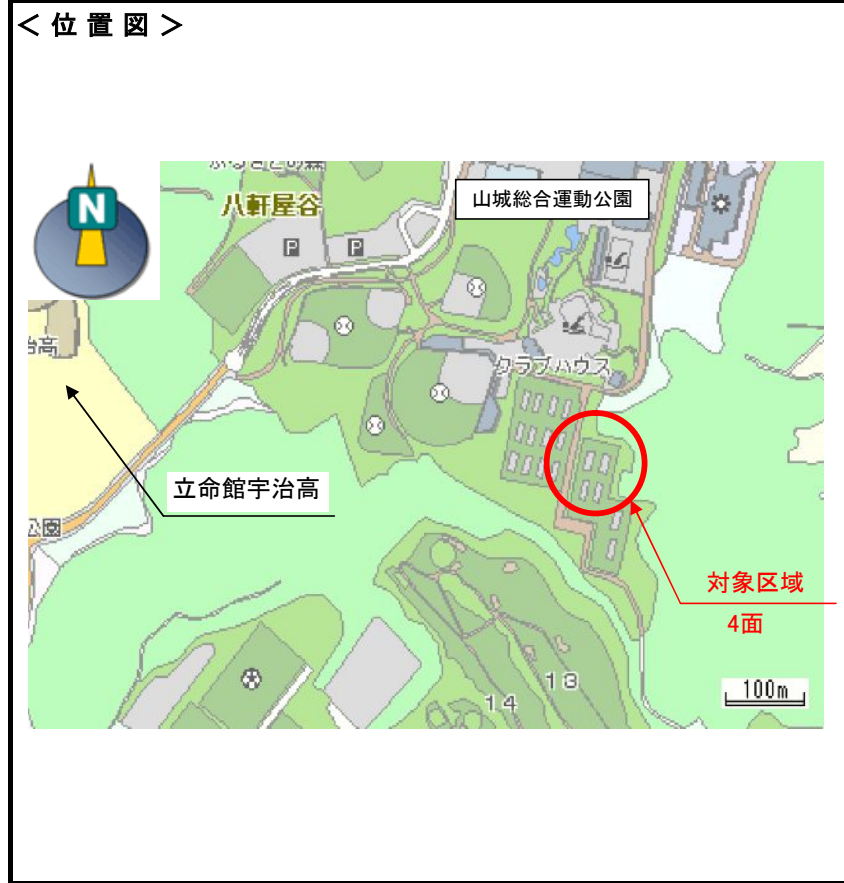 ＜位置図＞
N
八軒屋谷
山城総合運動公園
P
P
治高
クラブハウス
立命館宇治高
公園
対象区域
4面
13
14
100m